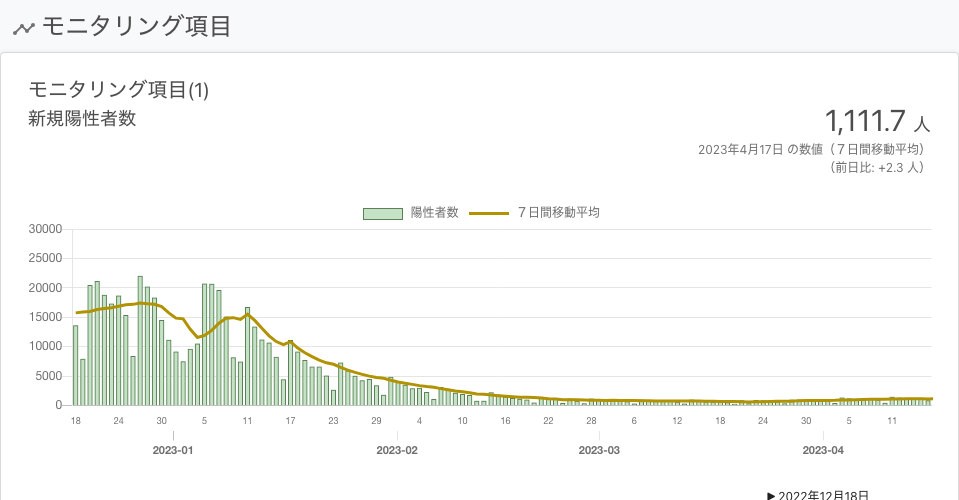 モニタリング項目
モニタリング項目(1)
新規陽性者数
1,111.7 人
2023年4月17日 の数値（７日間移動平均）
（前日比: +2.3 人）
陽性者数 ７日間移動平均
30000
25000
20000
15000
10000
5000
0
18 24 30 5 11 17 23 29 4 10 16 22 28 6 12 18 24 30 5 11
2023-01 2023-02 2023-03 2023-04
▶ 2022年12月18日